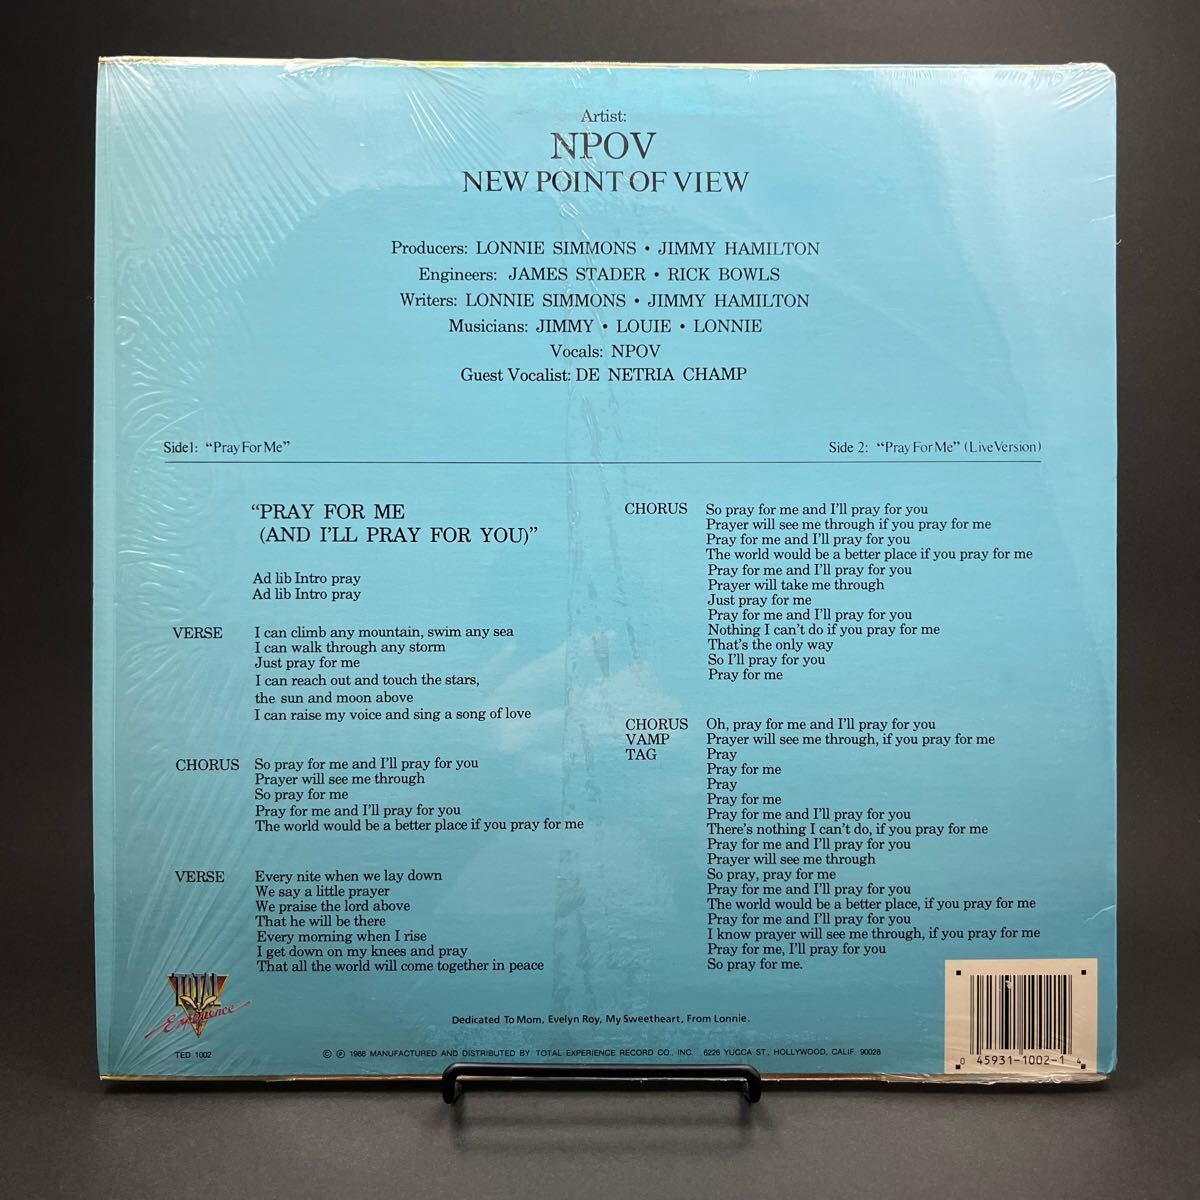 Artist:
NPOV
NEW POINT OF VIEW
Producers: LONNIE SIMMONS • JIMMY HAMILTON
Engineers: JAMES STADER • RICK BOWLS
Writers: LONNIE SIMMONS • JIMMY HAMILTON
Musicians: JIMMY • LOUIE • LONNIE
Vocals: NPOV
Guest Vocalist: DE NETRIA CHAMP
Side1: “Pray For Me”
Side 2: “Pray For Me” (Live Version)
“PRAY FOR ME
(AND I'LL PRAY FOR YOU)”
Ad lib Intro pray
Ad lib Intro pray
VERSE I can climb any mountain, swim any sea
I can walk through any storm
Just pray for me
I can reach out and touch the stars,
the sun and moon above
I can raise my voice and sing a song of love
CHORUS So pray for me and I'll pray for you
Prayer will see me through
So pray for me
Pray for me and I'll pray for you
The world would be a better place if you pray for me
VERSE Every nite when we lay down
We say a little prayer
We praise the lord above
That he will be there
Every morning when I rise
I get down on my knees and pray
That all the world will come together in peace
CHORUS So pray for me and I'll pray for you
Prayer will see me through if you pray for me
Pray for me and I'll pray for you
The world would be a better place if you pray for me
Pray for me and I'll pray for you
Prayer will take me through
Just pray for me
Pray for me and I'll pray for you
Nothing I can't do if you pray for me
That's the only way
So I'll pray for you
Pray for me
CHORUS Oh, pray for me and I'll pray for you
VAMP Prayer will see me through, if you pray for me
TAG Pray
Pray for me
Pray
Pray for me
Pray for me and I'll pray for you
There's nothing I can't do, if you pray for me
Pray for me and I'll pray for you
Prayer will see me through
So pray, pray for me
Pray for me and I'll pray for you
The world would be a better place, if you pray for me
Pray for me and I'll pray for you
I know prayer will see me through, if you pray for me
Pray for me, I'll pray for you
So pray for me.
TOTAL
Experience
TED 1002
Dedicated To Mom, Evelyn Roy, My Sweetheart, From Lonnie.
© ℗ 1988 MANUFACTURED AND DISTRIBUTED BY TOTAL EXPERIENCE RECORD CO., INC. 6226 YUCCA ST., HOLLYWOOD, CALIF. 90028
0 45931-1002-1 4